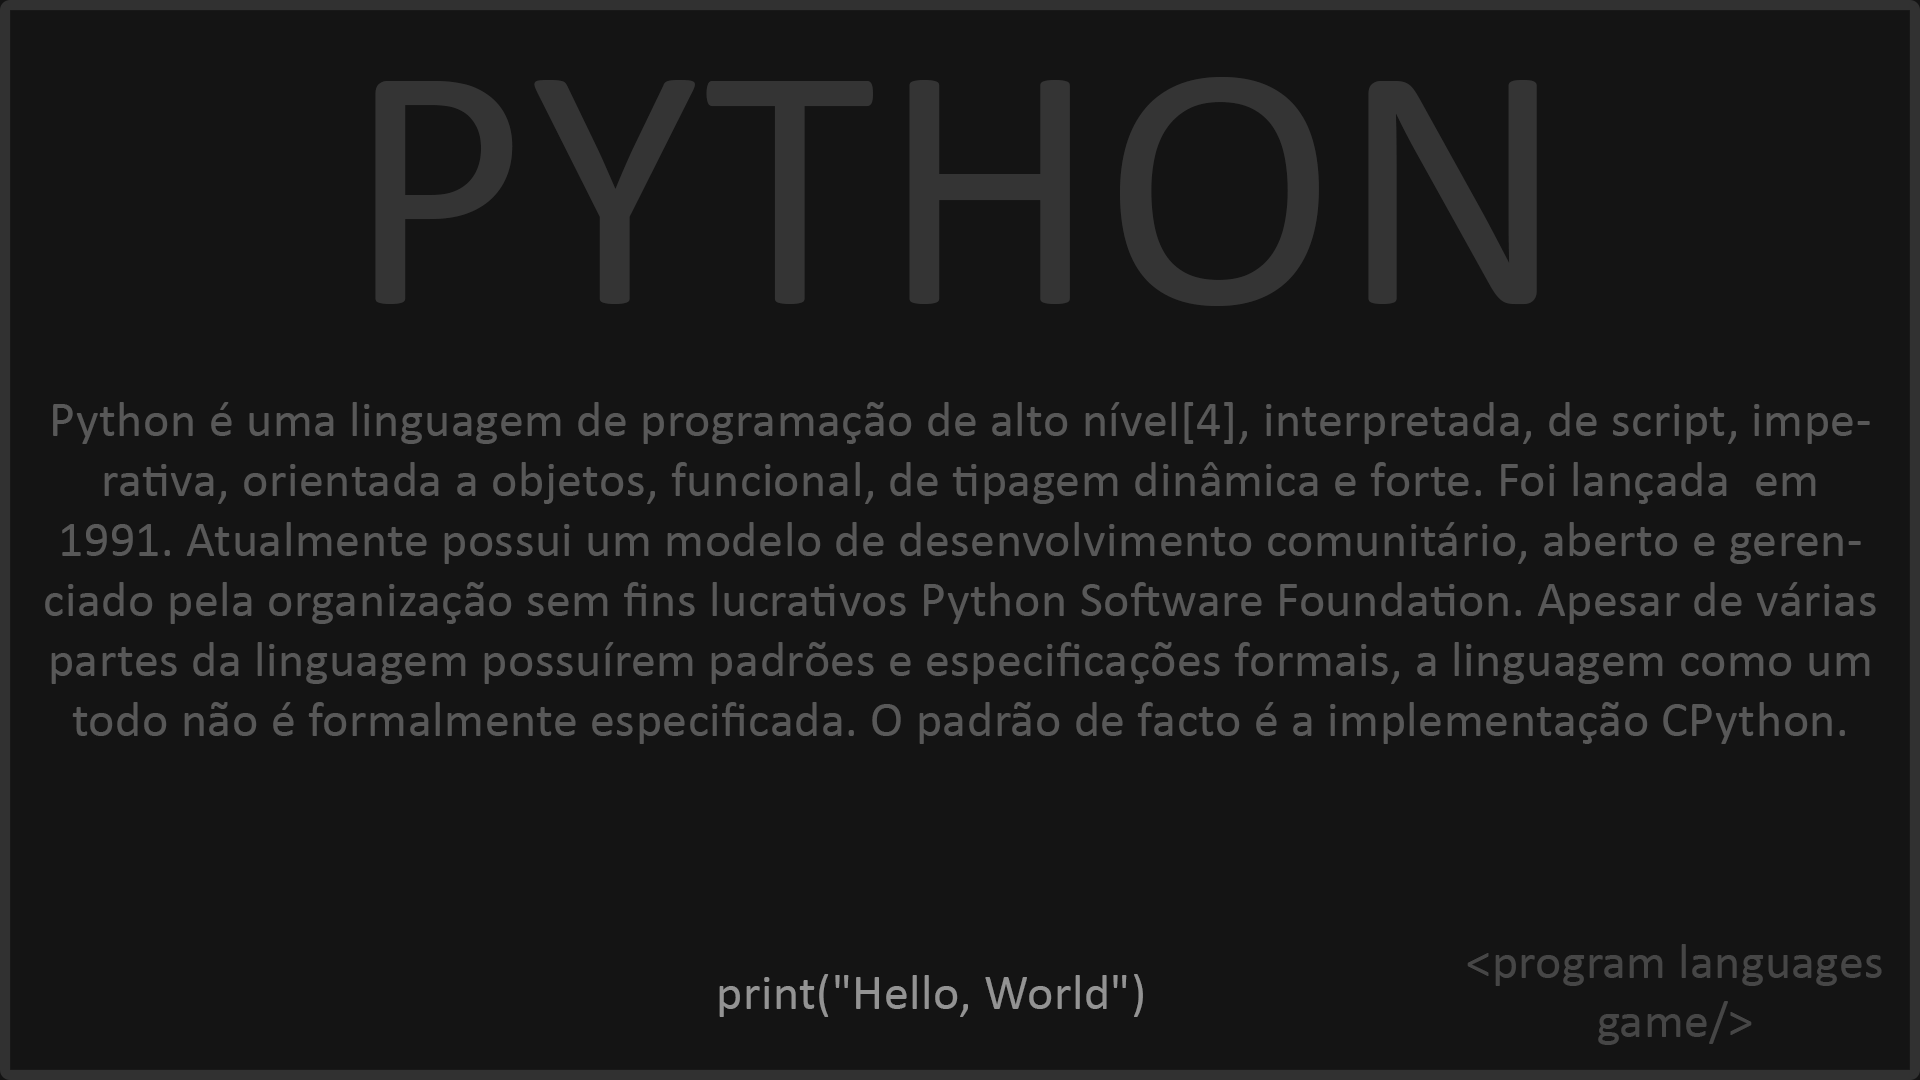 PYTHON
Python é uma linguagem de programação de alto nível[4], interpretada, de script, impe-
rativa, orientada a objetos, funcional, de tipagem dinâmica e forte. Foi lançada  em
1991. Atualmente possui um modelo de desenvolvimento comunitário, aberto e geren-
ciado pela organização sem fins lucrativos Python Software Foundation. Apesar de várias
partes da linguagem possuírem padrões e especificações formais, a linguagem como um
todo não é formalmente especificada. O padrão de facto é a implementação CPython.
print("Hello, World")
<program languages
game/>